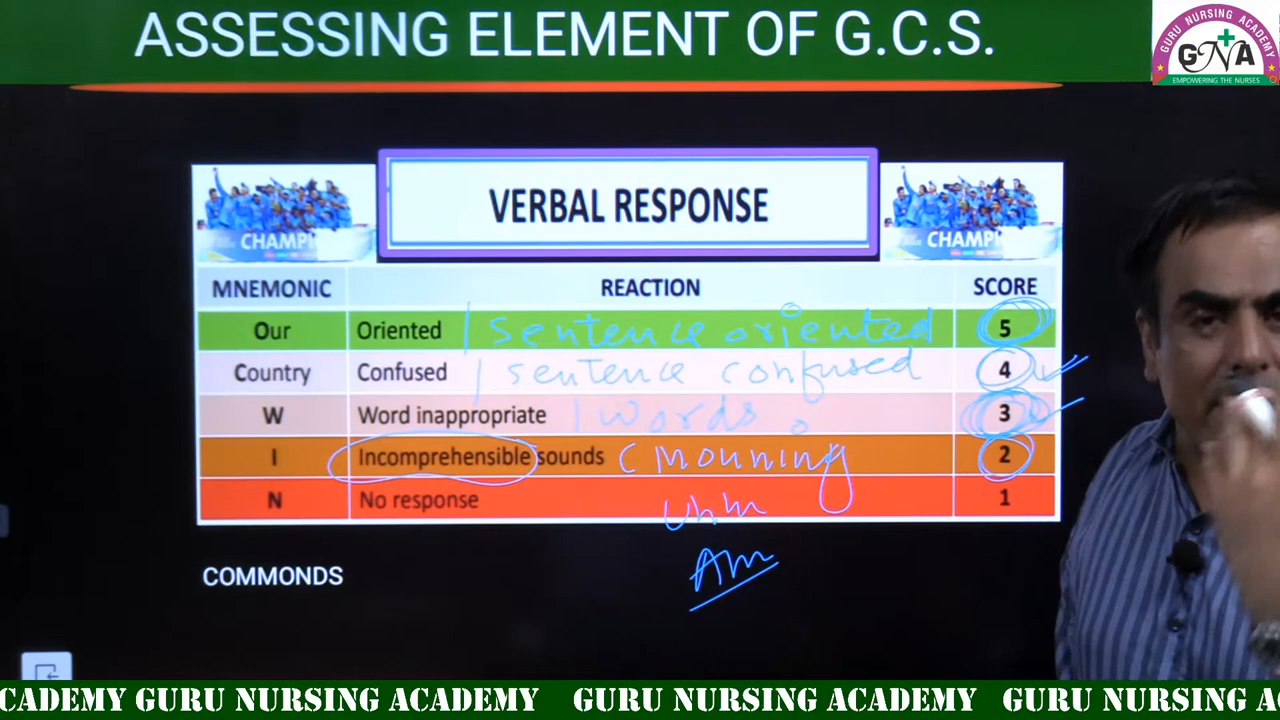 ASSESSING ELEMENT OF G.C.S.
GURU NURSING ACADEMY
GNA
EMPOWERING THE NURSES
VERBAL RESPONSE
CHAMPI
CHAMPI
MNEMONIC REACTION SCORE
Our Oriented | sentence oriented 5
Country Confused | sentence confused 4
W Word inappropriate | words 3
I Incomprehensible sounds ( Mounning 2
N No response 1
Uhm
Am
COMMONDS
CADEMY GURU NURSING ACADEMY GURU NURSING ACADEMY GURU NURSING A